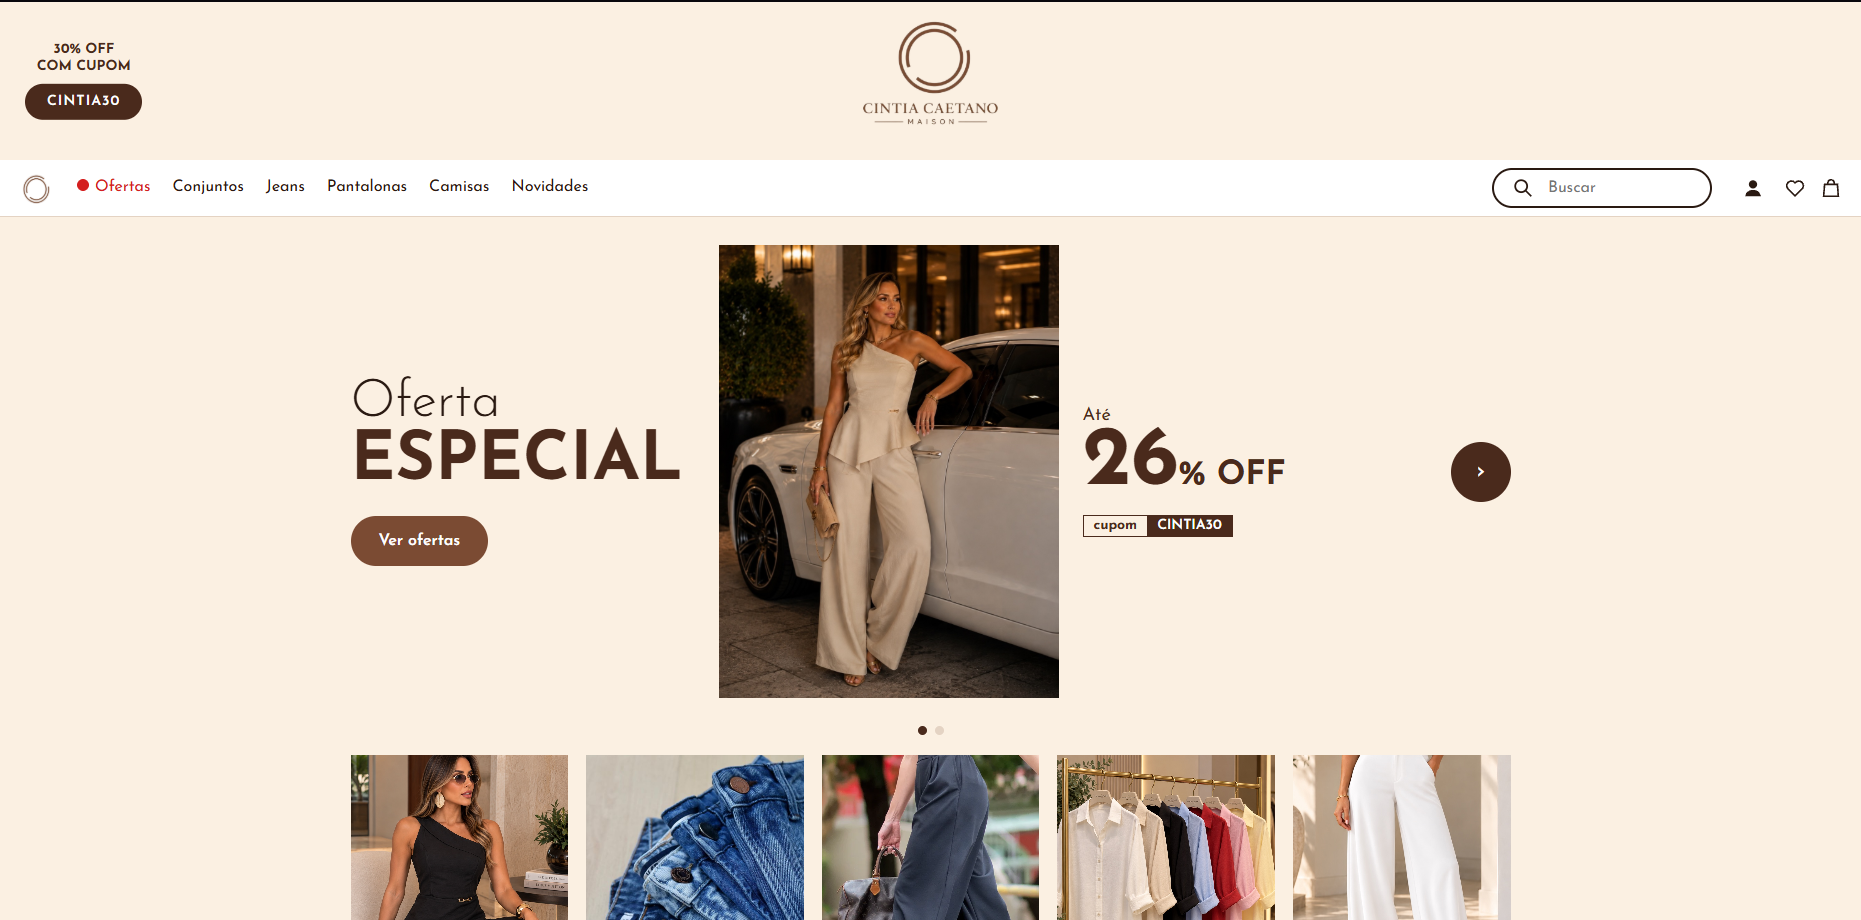 30% OFF
COM CUPOM
CINTIA30
CINTIA CAETANO
MAISON
Ofertas
Conjuntos
Jeans
Pantalonas
Camisas
Novidades
Buscar
Oferta
ESPECIAL
Ver ofertas
Até
26% OFF
cupom CINTIA30